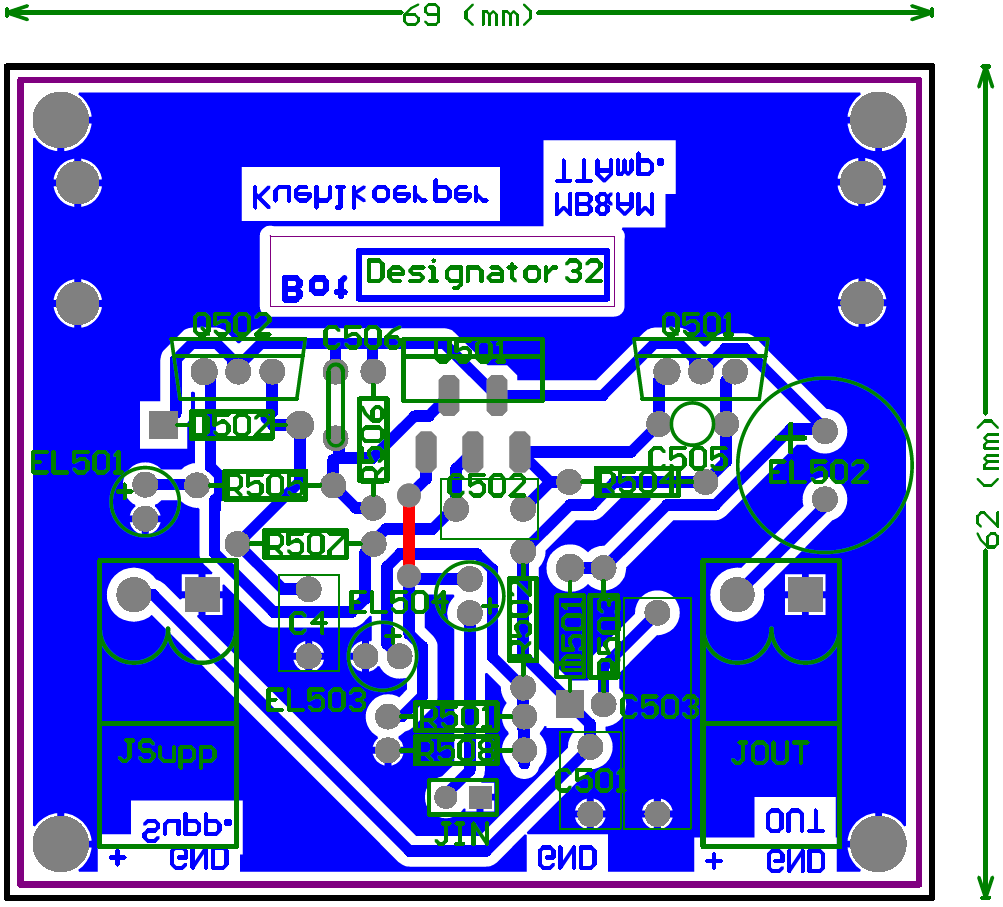 69 (mm)
Kuehlkoerper
TTAmp.
MB&AM
Bot
Designator32
Q502
C506
U501
Q501
D502
R506
C505
EL501
R505
C502
R504
EL502
62 (mm)
R507
EL504
C4
R502
R503
EL503
R501
C503
JSupp
R508
JOUT
C501
JIN
Supp.
OUT
+ GND
GND
+ GND